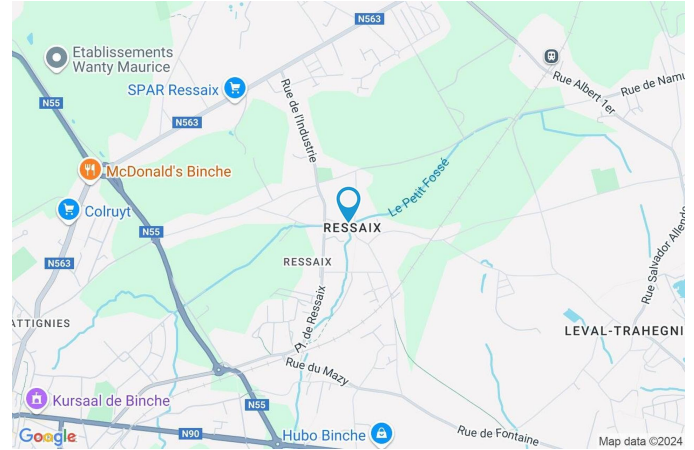 N563
Etablissements
Wanty Maurice
SPAR Ressaix
N55
N563
Rue de l'Industrie
Rue Albert 1er
Rue de Namu
McDonald's Binche
Colruyt
N55
Le Petit Fossé
RESSAIX
RESSAIX
N563
ATTIGNIES
Pl. de Ressaix
Rue Salvador Allende
LEVAL-TRAHEGNI
Rue du Mazy
Kursaal de Binche
N55
N90
Hubo Binche
Rue de Fontaine
Google
Map data ©2024